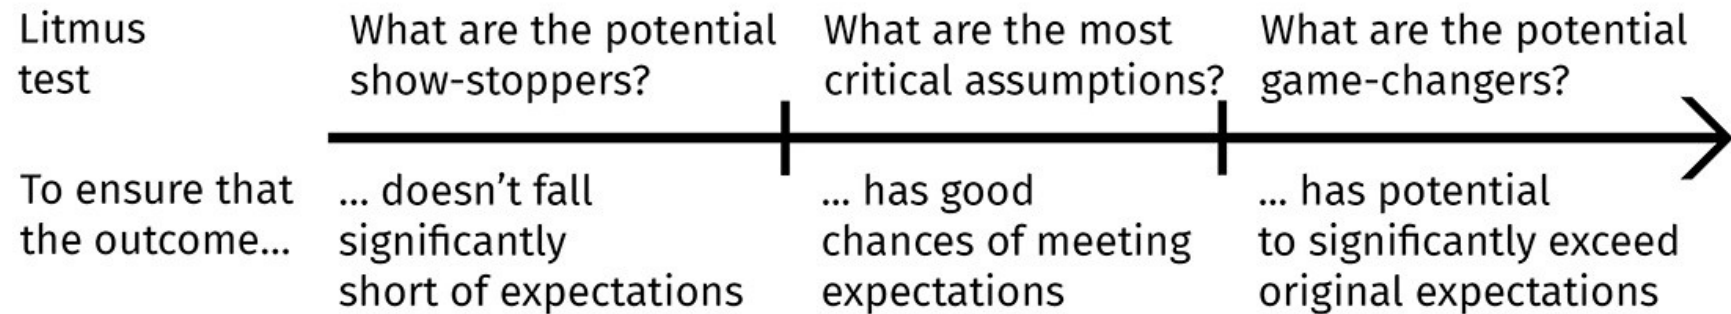 Litmus
test
What are the potential
show-stoppers?
What are the most
critical assumptions?
What are the potential
game-changers?
To ensure that
the outcome...
... doesn’t fall
significantly
short of expectations
... has good
chances of meeting
expectations
... has potential
to significantly exceed
original expectations